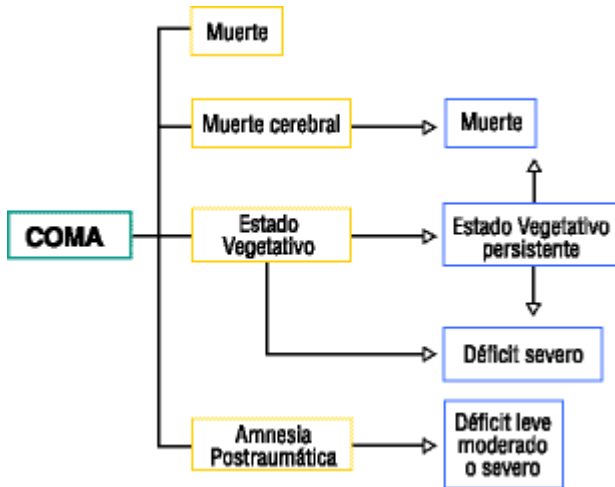 Muerte
Muerte cerebral
Muerte
COMA
Estado
Vegetativo
Estado Vegetativo
persistente
Déficit severo
Amnesia
Postraumática
Déficit leve
moderado
o severo